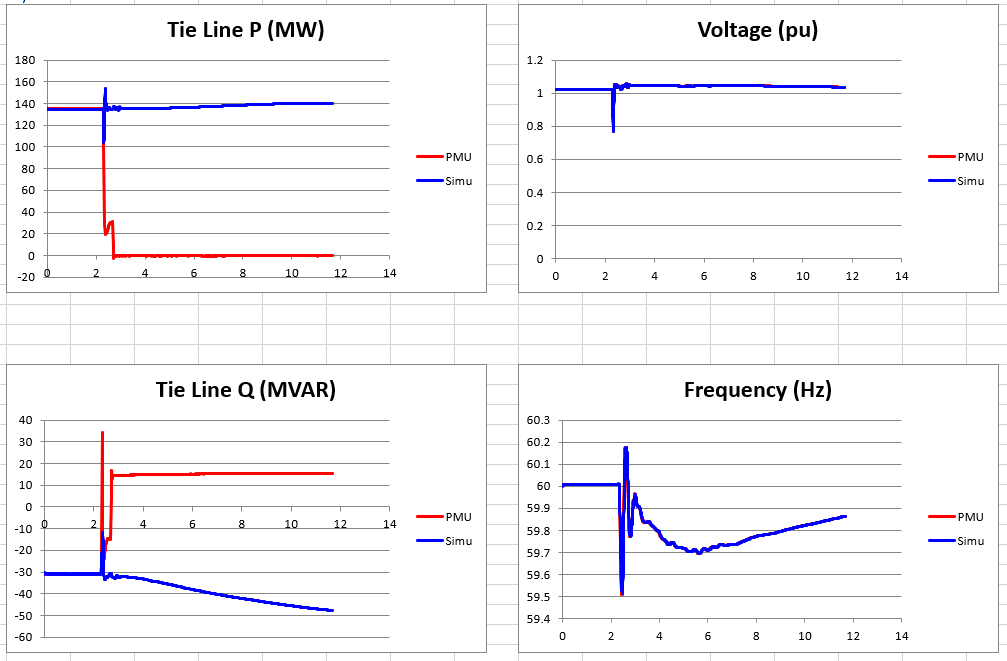 Tie Line P (MW)
180
160
140
120
100
80
60
40
20
0
-20
0 2 4 6 8 10 12 14
PMU
Simu
Voltage (pu)
1.2
1
0.8
0.6
0.4
0.2
0
0 2 4 6 8 10 12 14
PMU
Simu
Tie Line Q (MVAR)
40
30
20
10
0
-10
-20
-30
-40
-50
-60
0 2 4 6 8 10 12 14
PMU
Simu
Frequency (Hz)
60.3
60.2
60.1
60
59.9
59.8
59.7
59.6
59.5
59.4
0 2 4 6 8 10 12 14
PMU
Simu